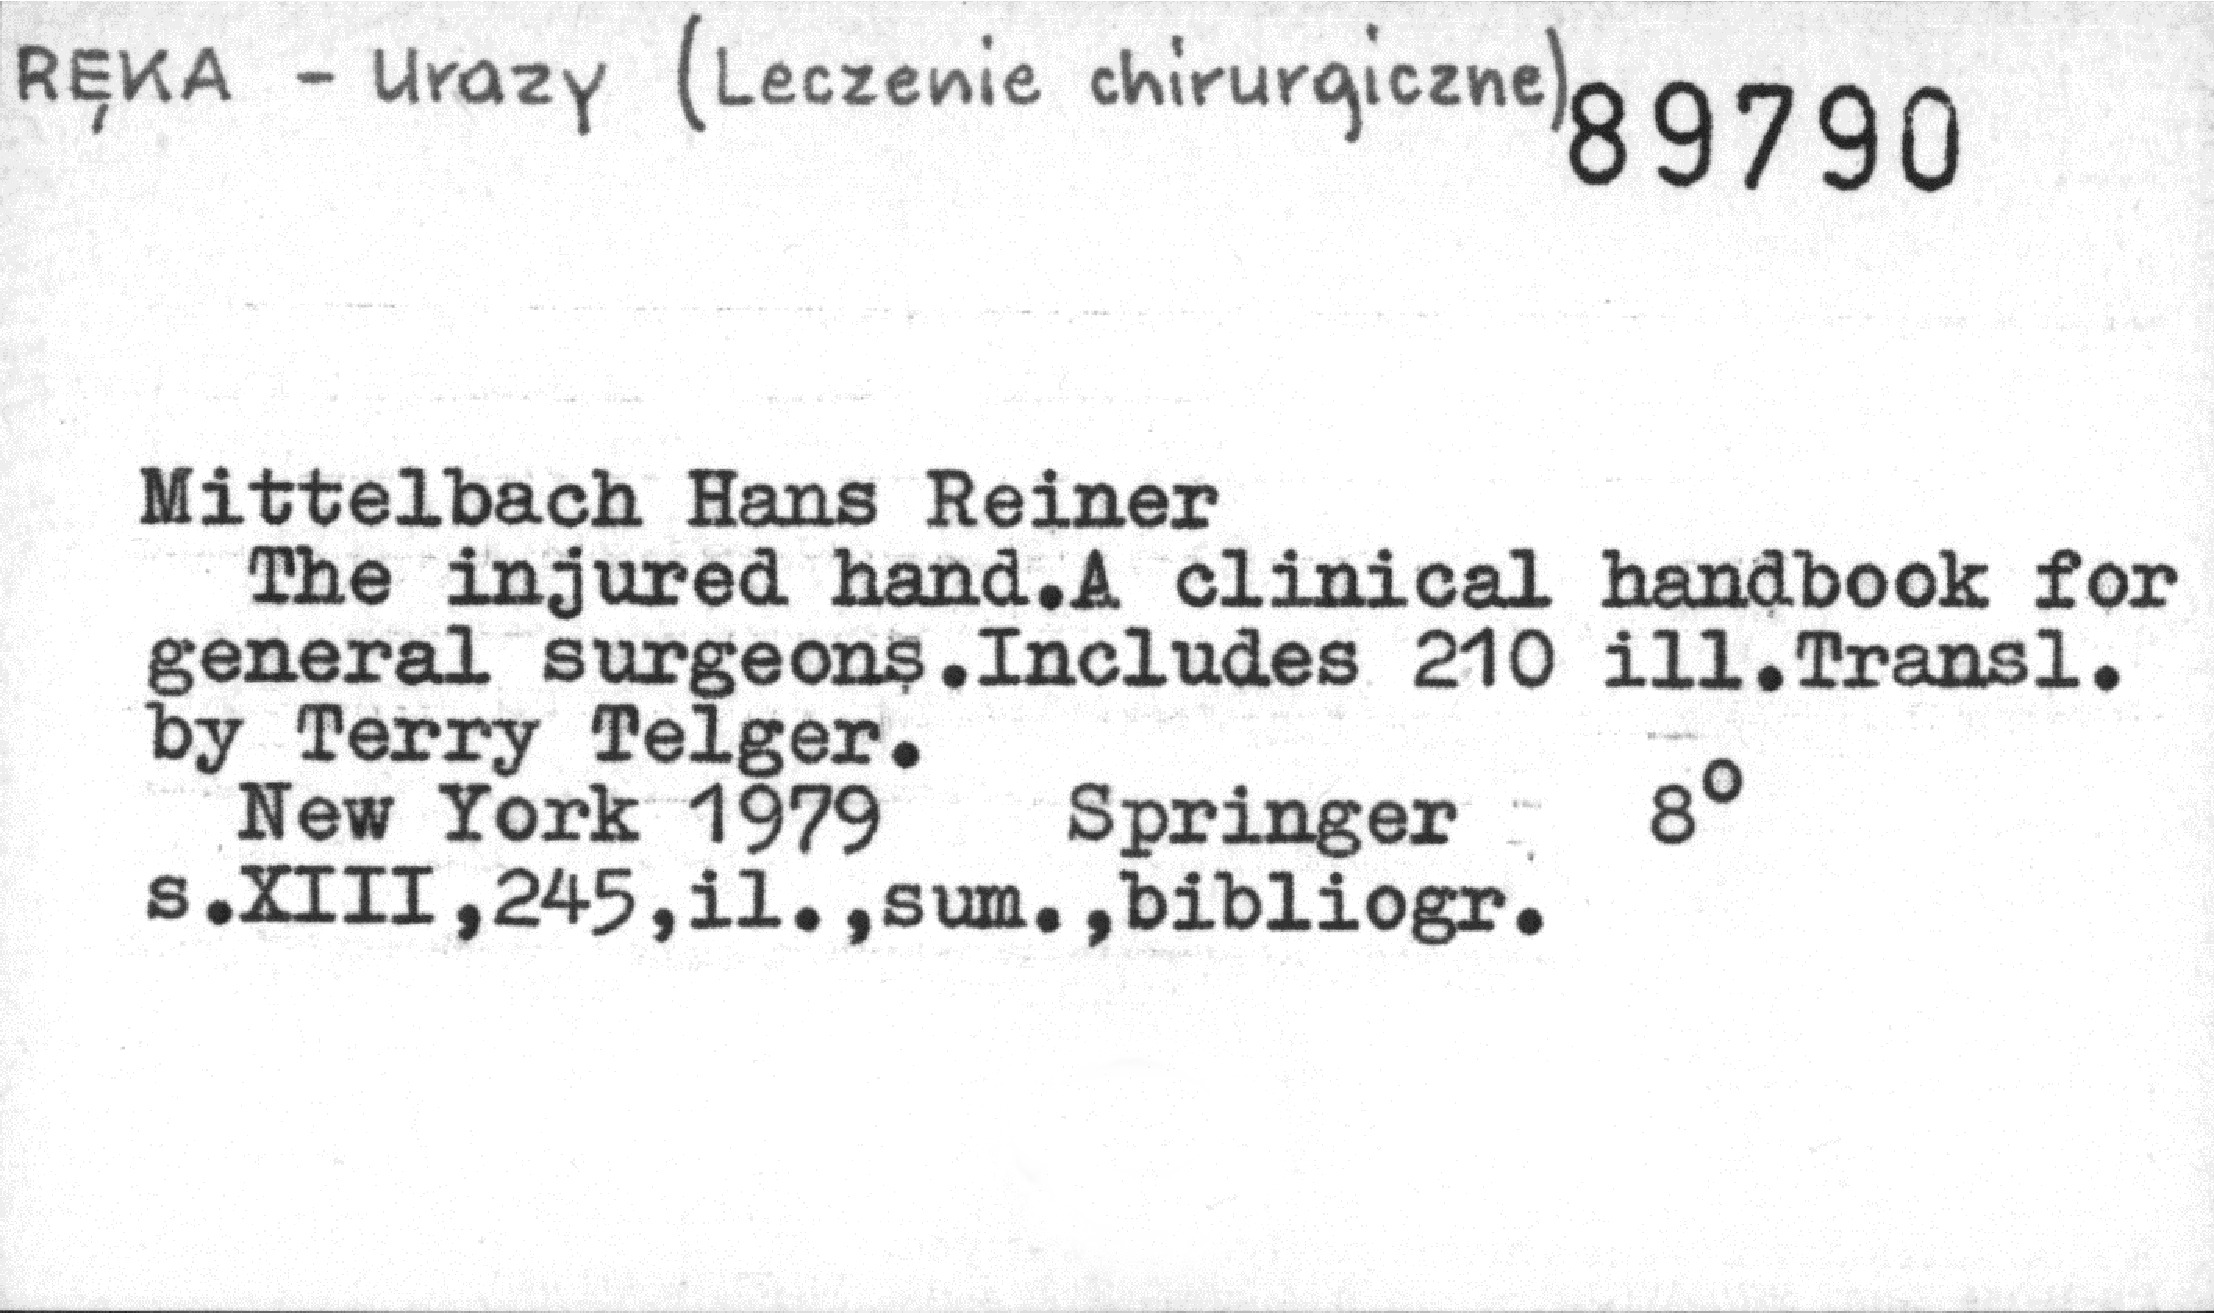 RĘKA - Urazy (Leczenie chirurgiczne) 89790
Mittelbach Hans Reiner
The injured hand.A clinical handbook for
general surgeons.Includes 210 ill.Transl.
by Terry Telger.
New York 1979 Springer 8°
s.XIII,245,il.,sum.,bibliogr.